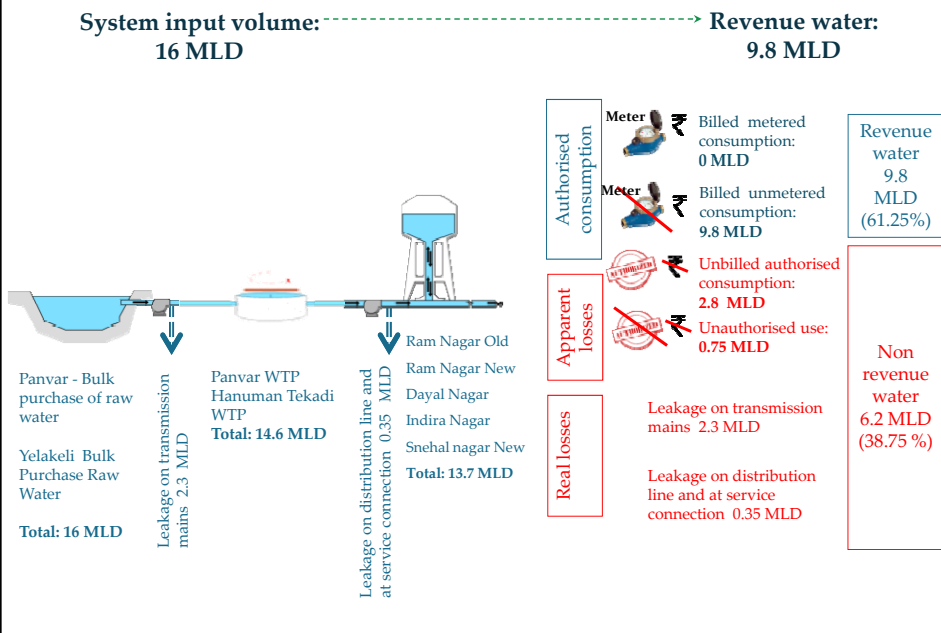 System input volume:
16 MLD
Revenue water:
9.8 MLD
Panvar - Bulk
purchase of raw
water
Yelakeli Bulk
Purchase Raw
Water
Total: 16 MLD
Leakage on transmission
mains 2.3 MLD
Panvar WTP
Hanuman Tekadi
WTP
Total: 14.6 MLD
Leakage on distribution line and
at service connection 0.35 MLD
Ram Nagar Old
Ram Nagar New
Dayal Nagar
Indira Nagar
Snehal nagar New
Total: 13.7 MLD
Authorised
consumption
Meter ₹
Billed metered
consumption:
0 MLD
Meter ₹
Billed unmetered
consumption:
9.8 MLD
Revenue
water
9.8
MLD
(61.25%)
Apparent
losses
AUTHORIZED ₹
Unbilled authorised
consumption:
2.8 MLD
AUTHORIZED ₹
Unauthorised use:
0.75 MLD
Real losses
Leakage on transmission
mains 2.3 MLD
Leakage on distribution
line and at service
connection 0.35 MLD
Non
revenue
water
6.2 MLD
(38.75 %)